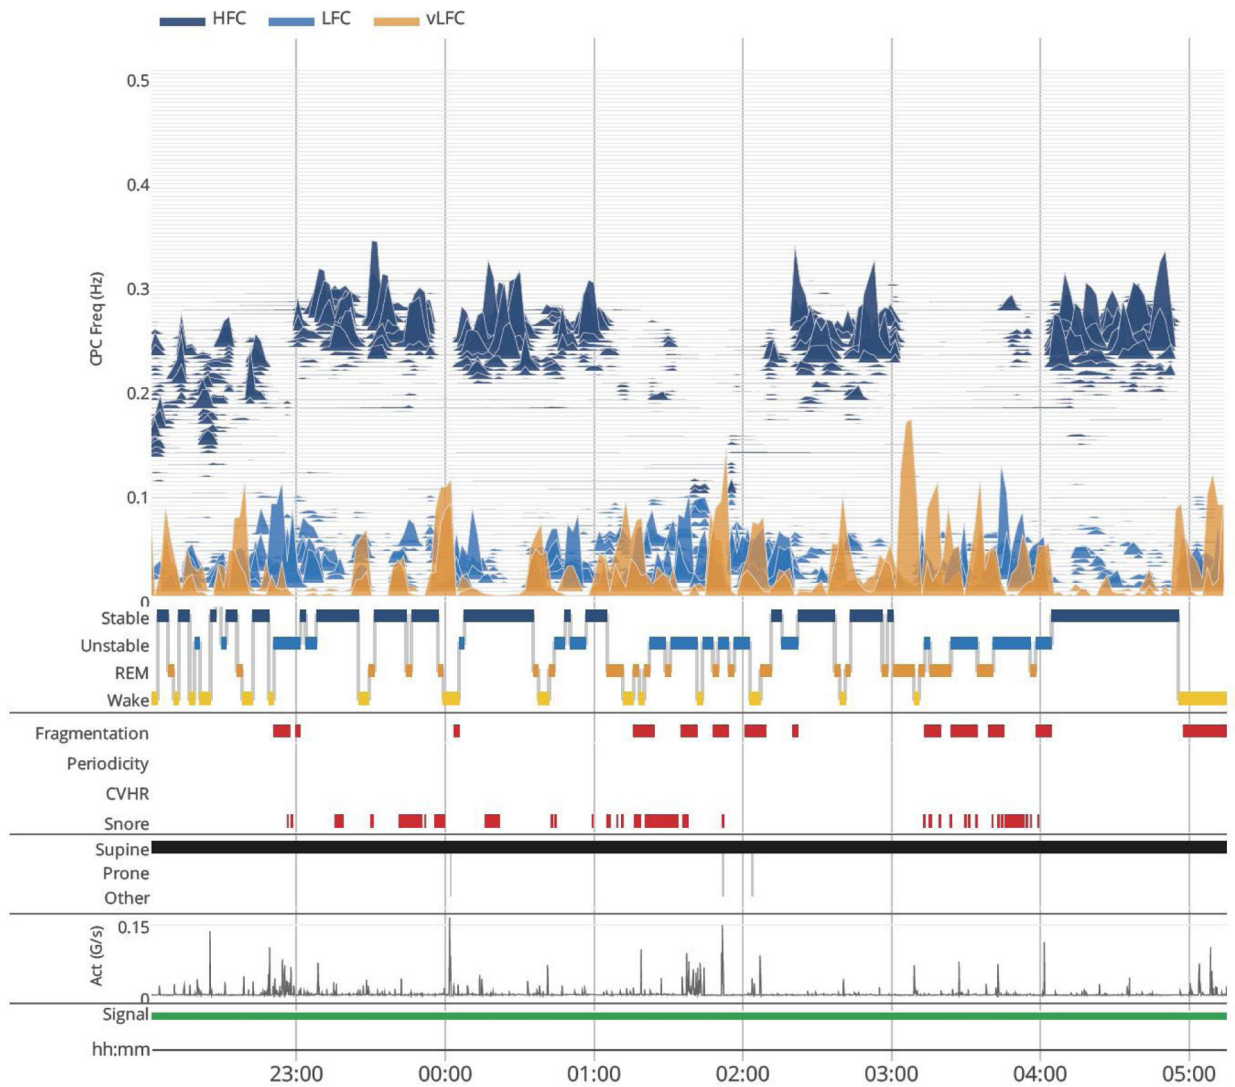 HFC LFC vLFC
0.5
0.4
CPC Freq (Hz)
0.3
0.2
0.1
0
Stable
Unstable
REM
Wake
Fragmentation
Periodicity
CVHR
Snore
Supine
Prone
Other
Act (G/s)
0.15
0
Signal
hh:mm
23:00 00:00 01:00 02:00 03:00 04:00 05:00